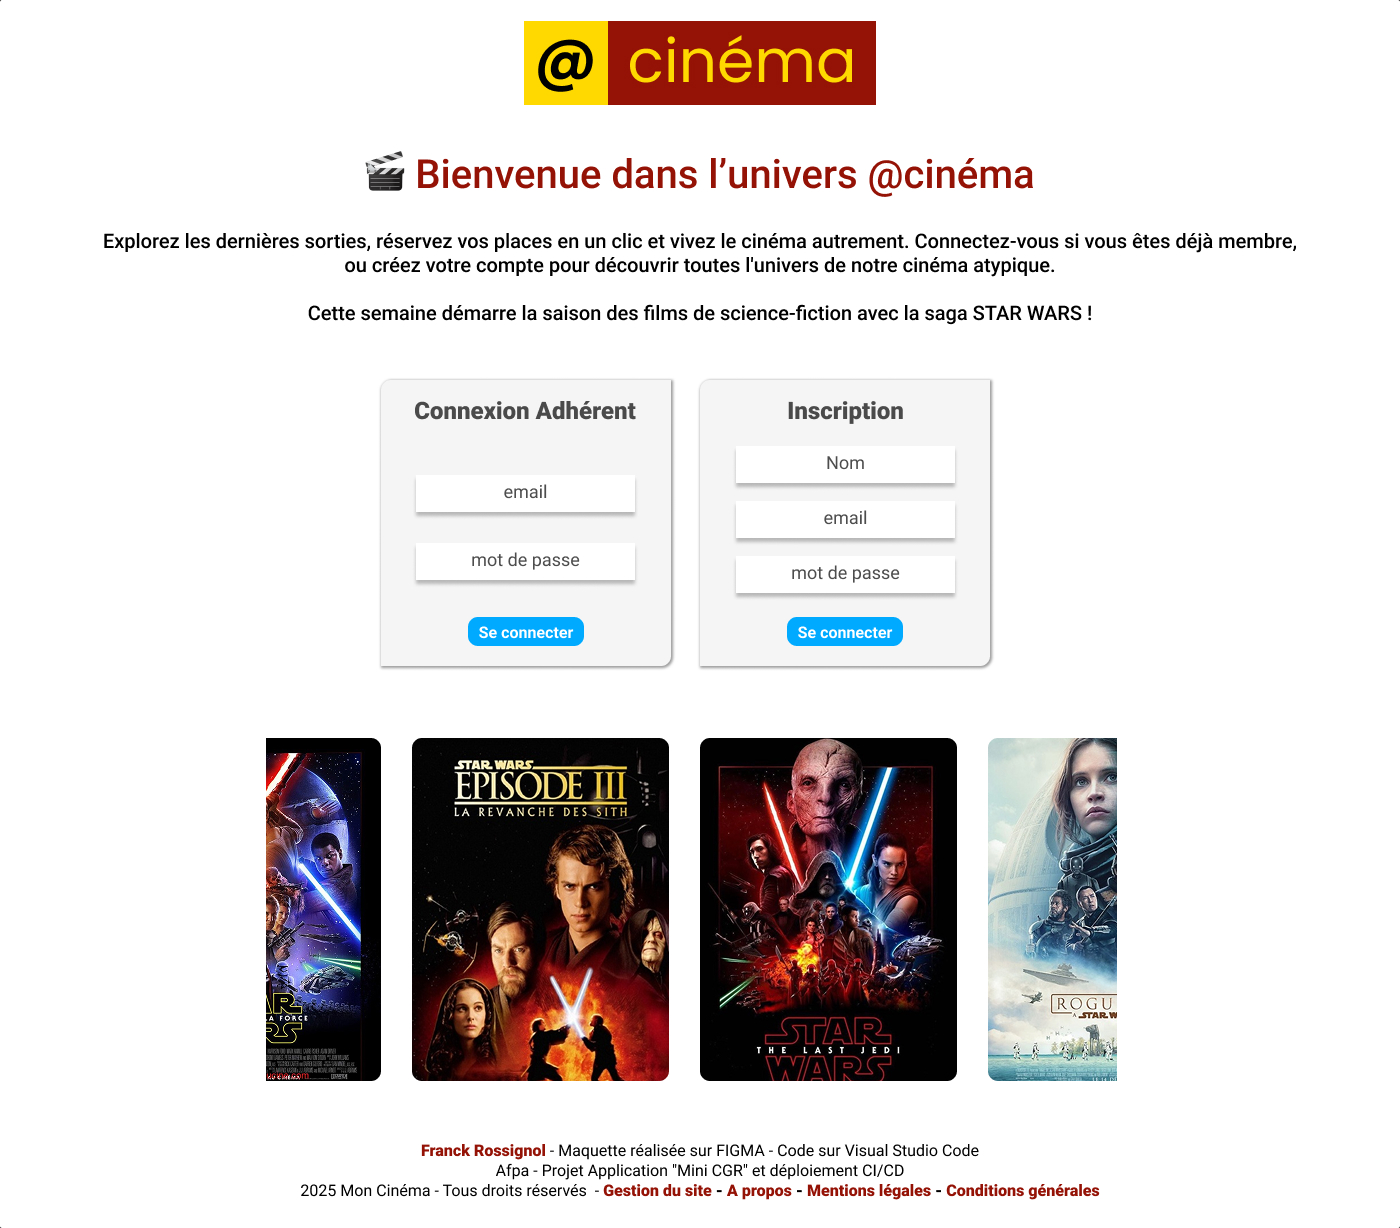 @ cinéma
Bienvenue dans l’univers @cinéma
Explorez les dernières sorties, réservez vos places en un clic et vivez le cinéma autrement. Connectez-vous si vous êtes déjà membre,
ou créez votre compte pour découvrir toutes l'univers de notre cinéma atypique.
Cette semaine démarre la saison des films de science-fiction avec la saga STAR WARS !
Connexion Adhérent
email
mot de passe
Se connecter
Inscription
Nom
email
mot de passe
Se connecter
AR
LA FORCE
RS
AU CINÉMA
STAR WARS
EPISODE III
LA REVANCHE DES SITH
STAR
THE LAST JEDI
WARS
ROGU
A STAR W
Franck Rossignol - Maquette réalisée sur FIGMA - Code sur Visual Studio Code
Afpa - Projet Application "Mini CGR" et déploiement CI/CD
2025 Mon Cinéma - Tous droits réservés - Gestion du site - A propos - Mentions légales - Conditions générales